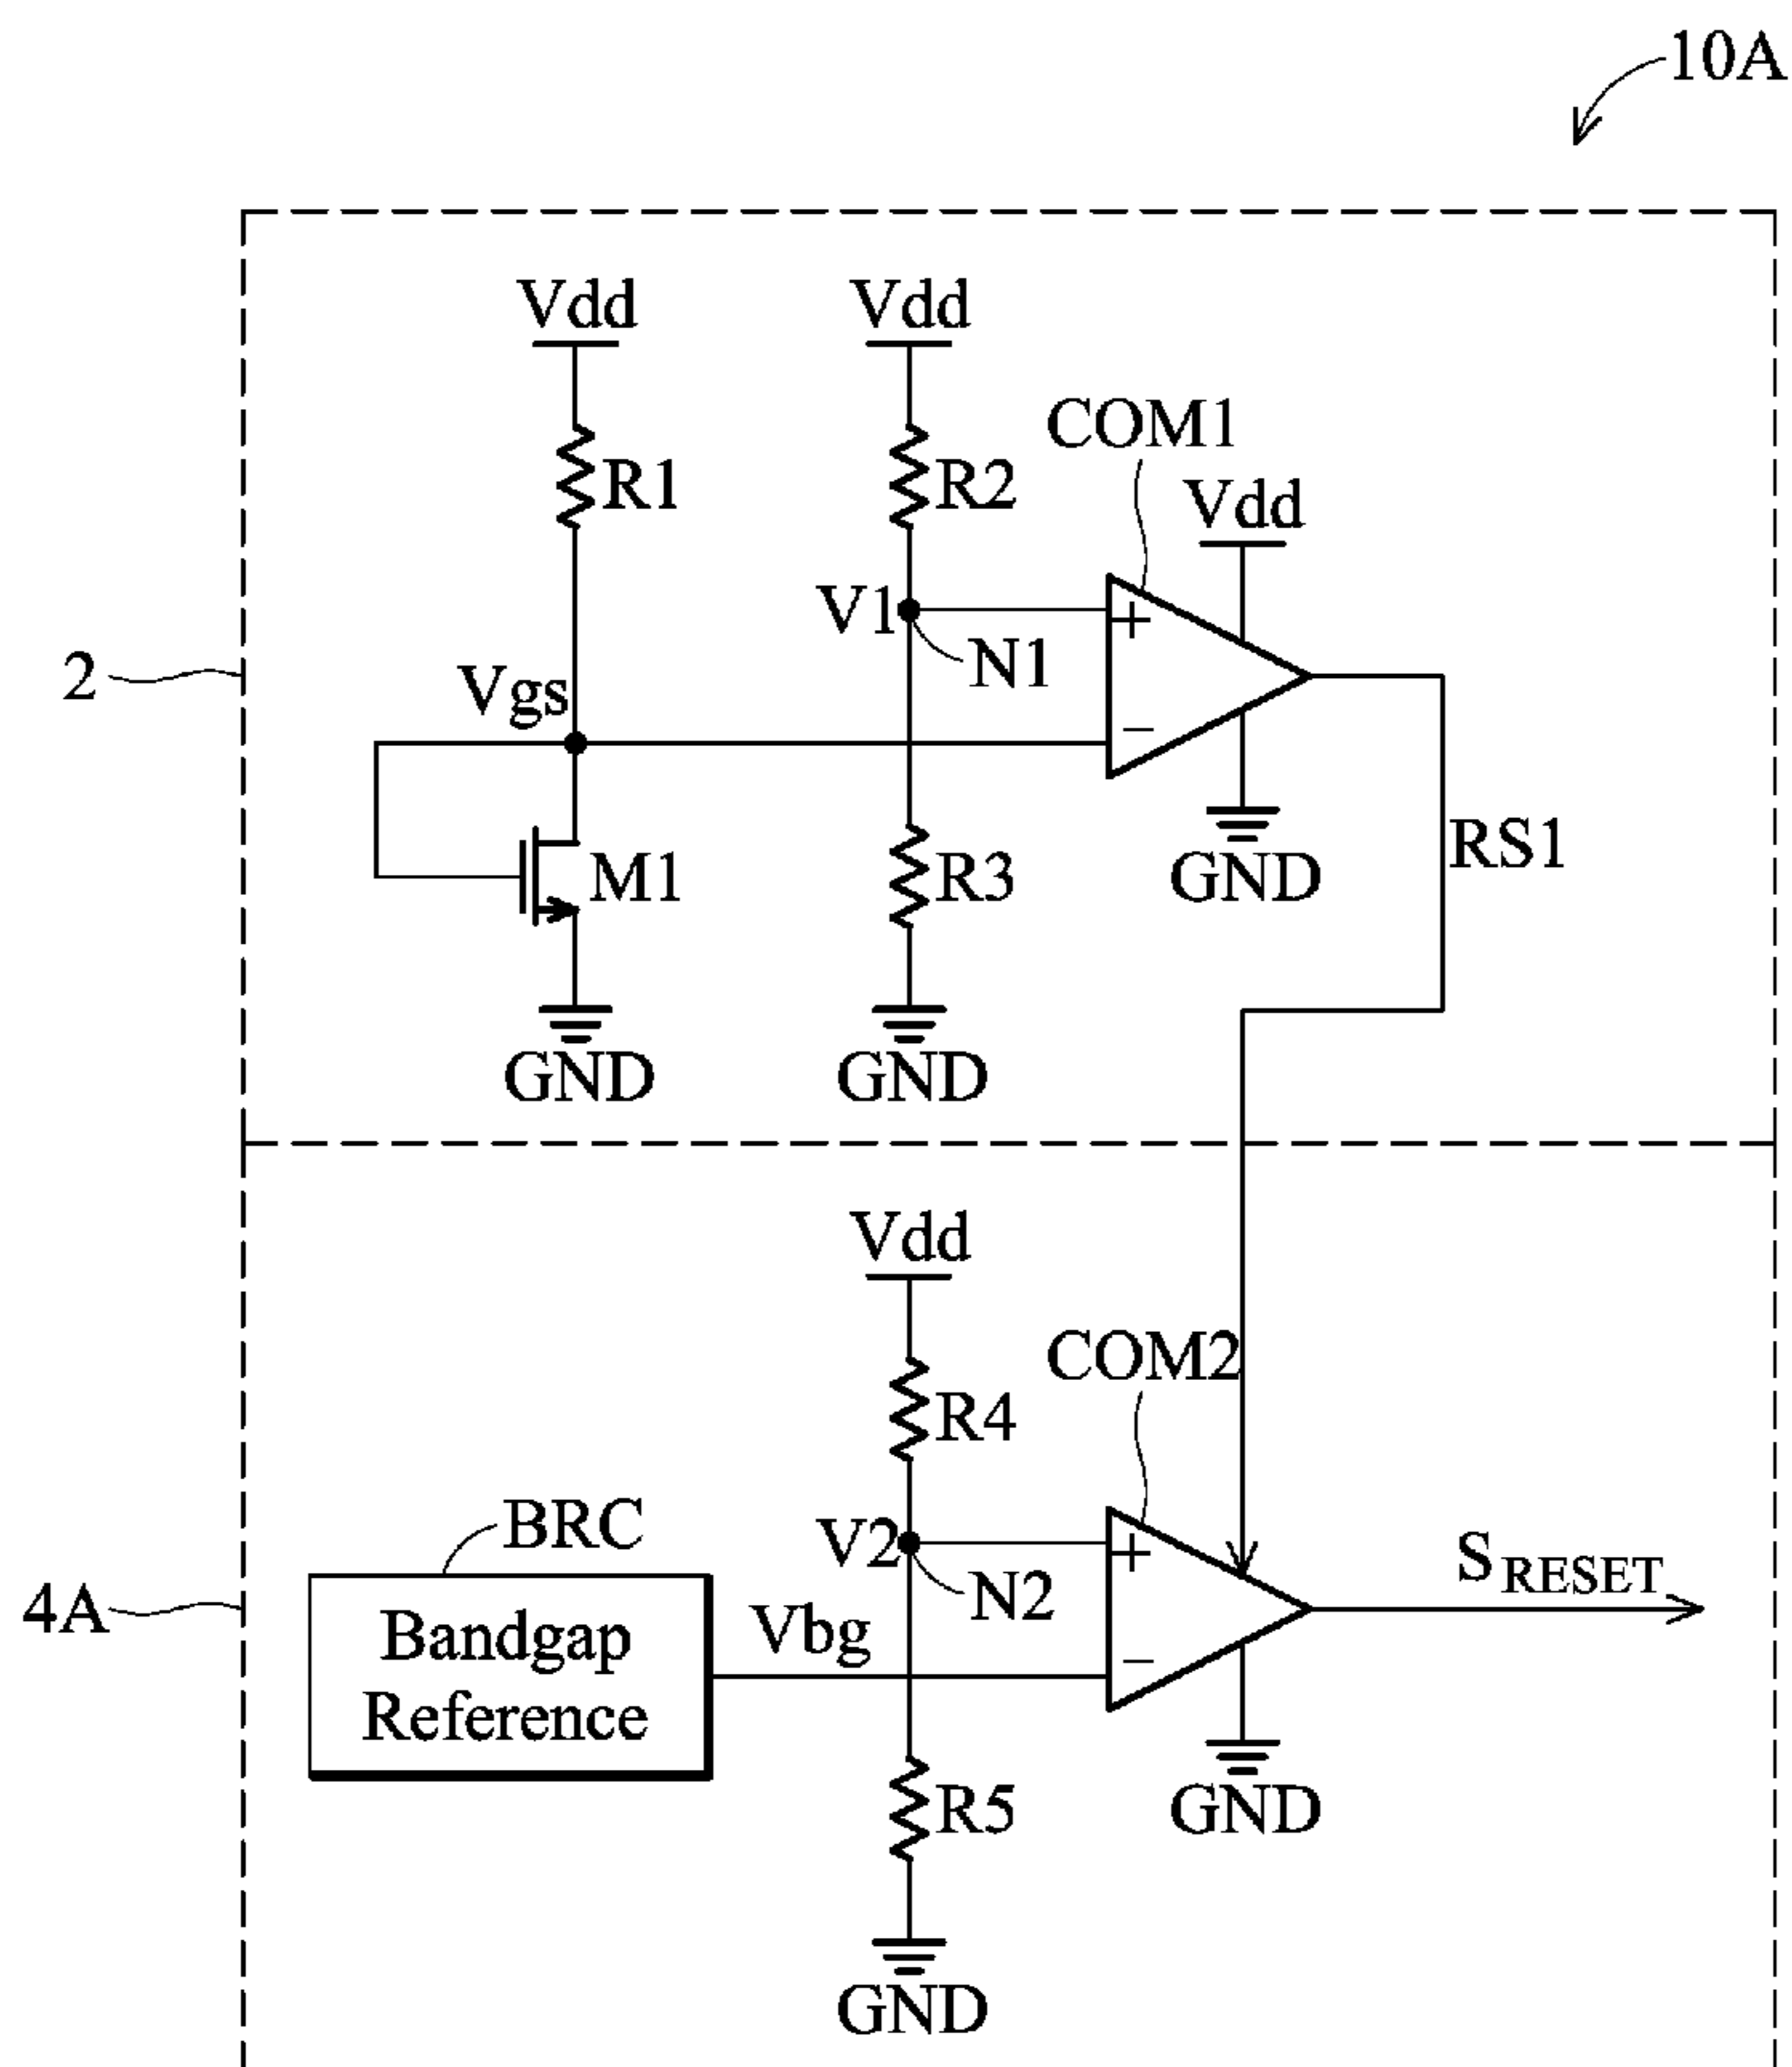 10A
Vdd
Vdd
COM1
R1
R2
Vdd
V1
+
N1
2
Vgs
−
M1
R3
GND
RS1
GND
GND
Vdd
COM2
R4
BRC
V2
+
N2
SRESET
4A
Bandgap
Reference
Vbg
−
R5
GND
GND